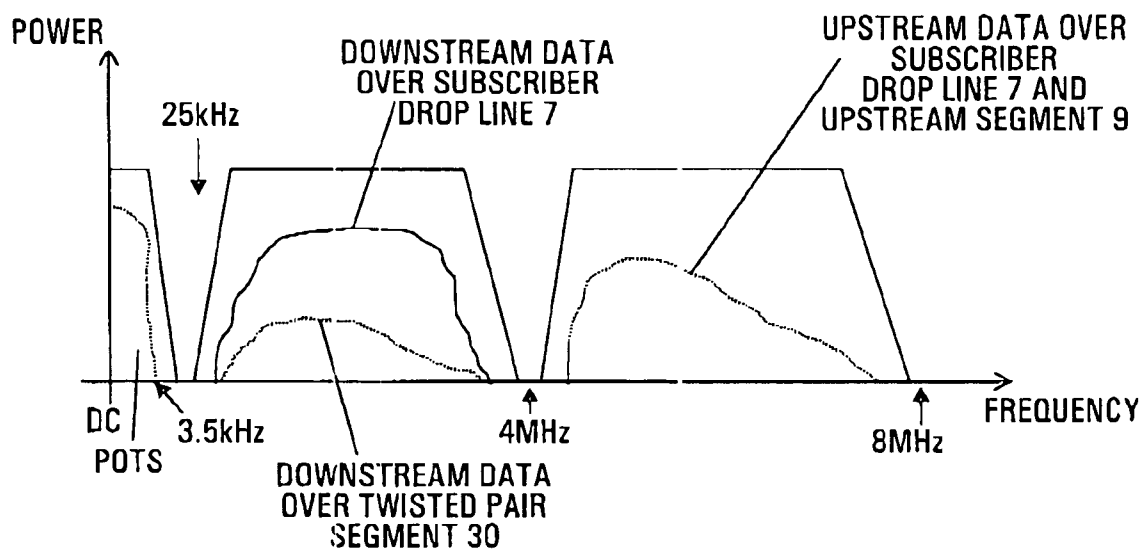 POWER
25kHz
DOWNSTREAM DATA
OVER SUBSCRIBER
DROP LINE 7
UPSTREAM DATA OVER
SUBSCRIBER
DROP LINE 7 AND
UPSTREAM SEGMENT 9
DC
POTS
3.5kHz
DOWNSTREAM DATA
OVER TWISTED PAIR
SEGMENT 30
4MHz
8MHz
FREQUENCY